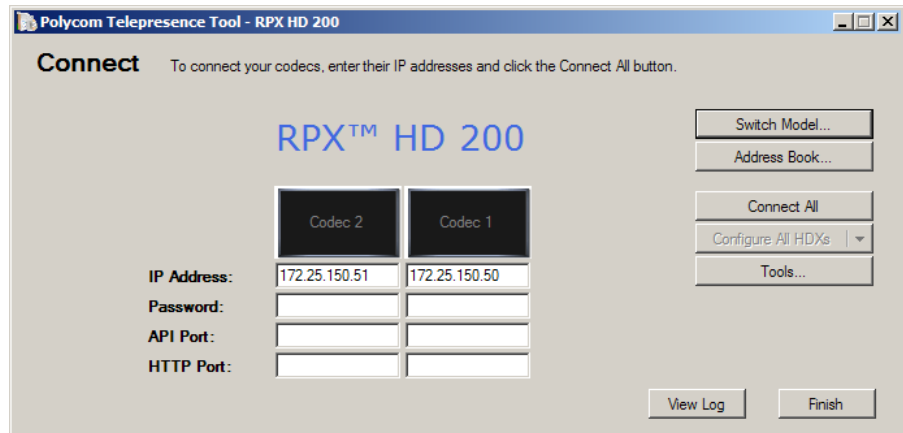 Polycom Telepresence Tool - RPX HD 200
Connect To connect your codecs, enter their IP addresses and click the Connect All button.
RPX™ HD 200
Switch Model...
Address Book...
Codec 2 Codec 1
Connect All
Configure All HDXs
Tools...
IP Address: 172.25.150.51 172.25.150.50
Password:
API Port:
HTTP Port:
View Log Finish